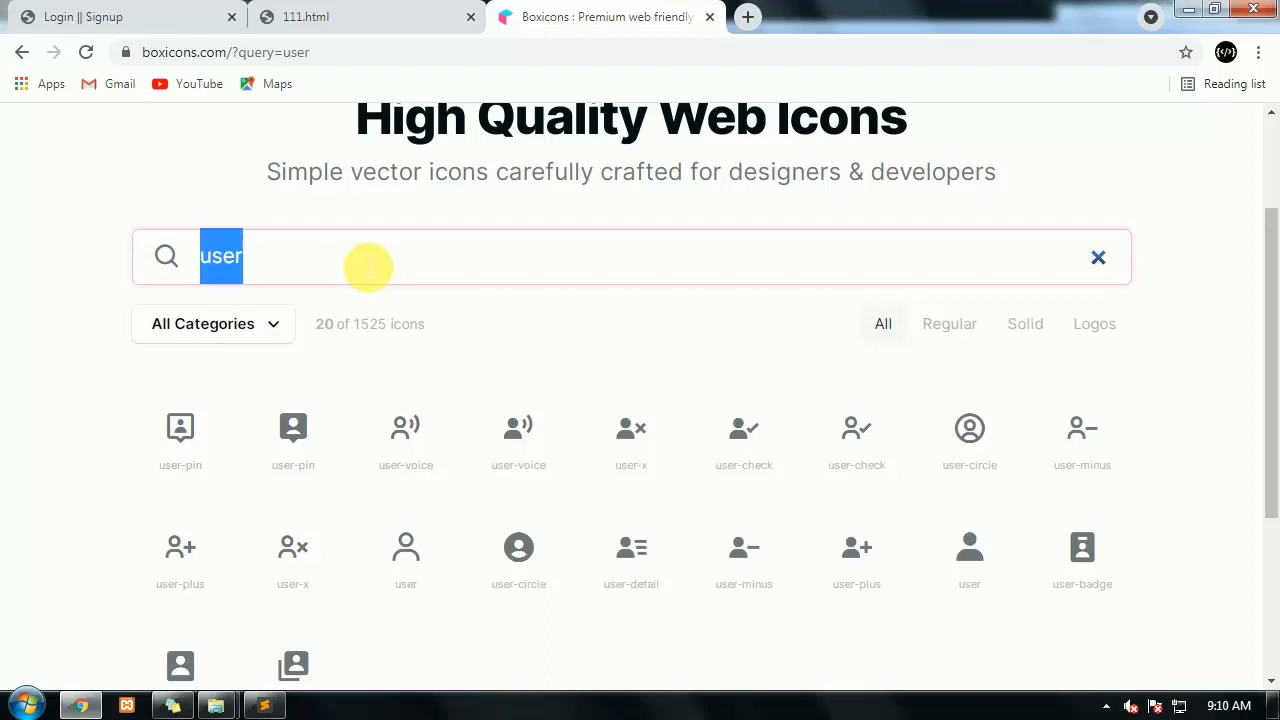 Login || Signup
111.html
Boxicons : Premium web friendly
boxicons.com/?query=user
Apps
Gmail
YouTube
Maps
Reading list
High Quality Web Icons
Simple vector icons carefully crafted for designers & developers
user
All Categories
20 of 1525 icons
All
Regular
Solid
Logos
user-pin
user-pin
user-voice
user-voice
user-x
user-check
user-check
user-circle
user-minus
user-plus
user-x
user
user-circle
user-detail
user-minus
user-plus
user
user-badge
9:10 AM